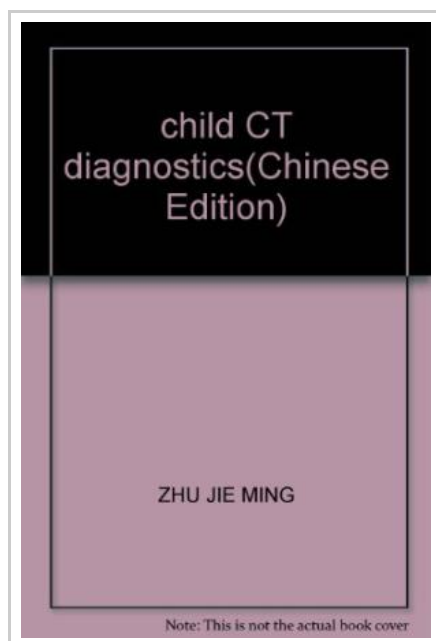 child CT
diagnostics(Chinese
Edition)
ZHU JIE MING
Note: This is not the actual book cover